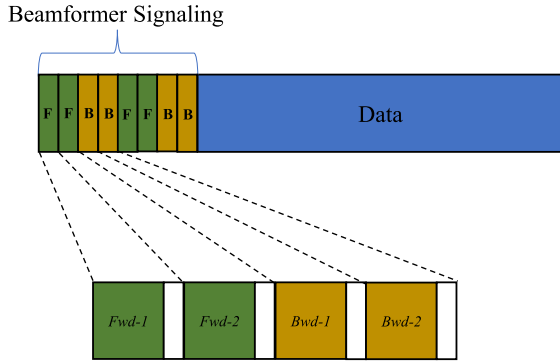 Beamformer Signaling
F F B B F F B B Data
Fwd-1 Fwd-2 Bwd-1 Bwd-2